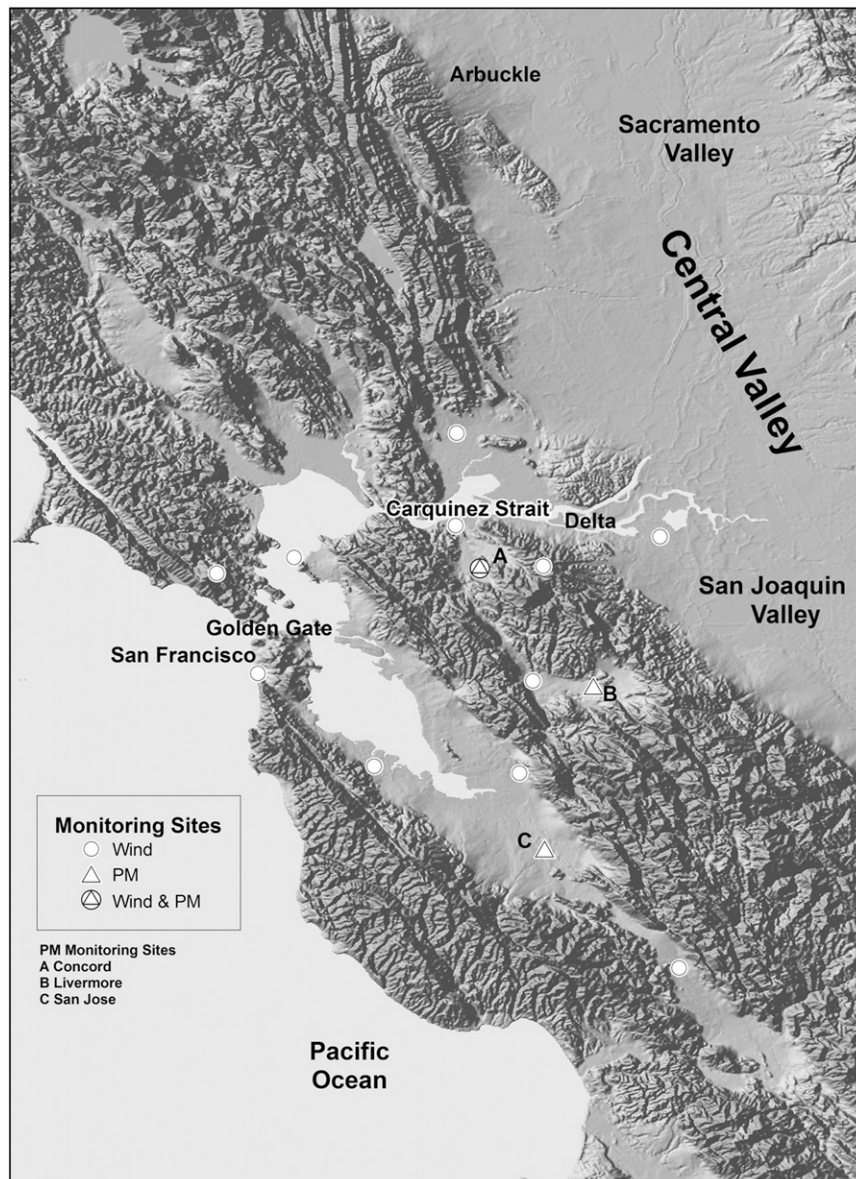 Arbuckle
Sacramento
Valley
Central Valley
Carquinez Strait
Delta
A
San Joaquin
Valley
Golden Gate
San Francisco
B
C
Monitoring Sites
Wind
PM
Wind & PM
PM Monitoring Sites
A Concord
B Livermore
C San Jose
Pacific
Ocean